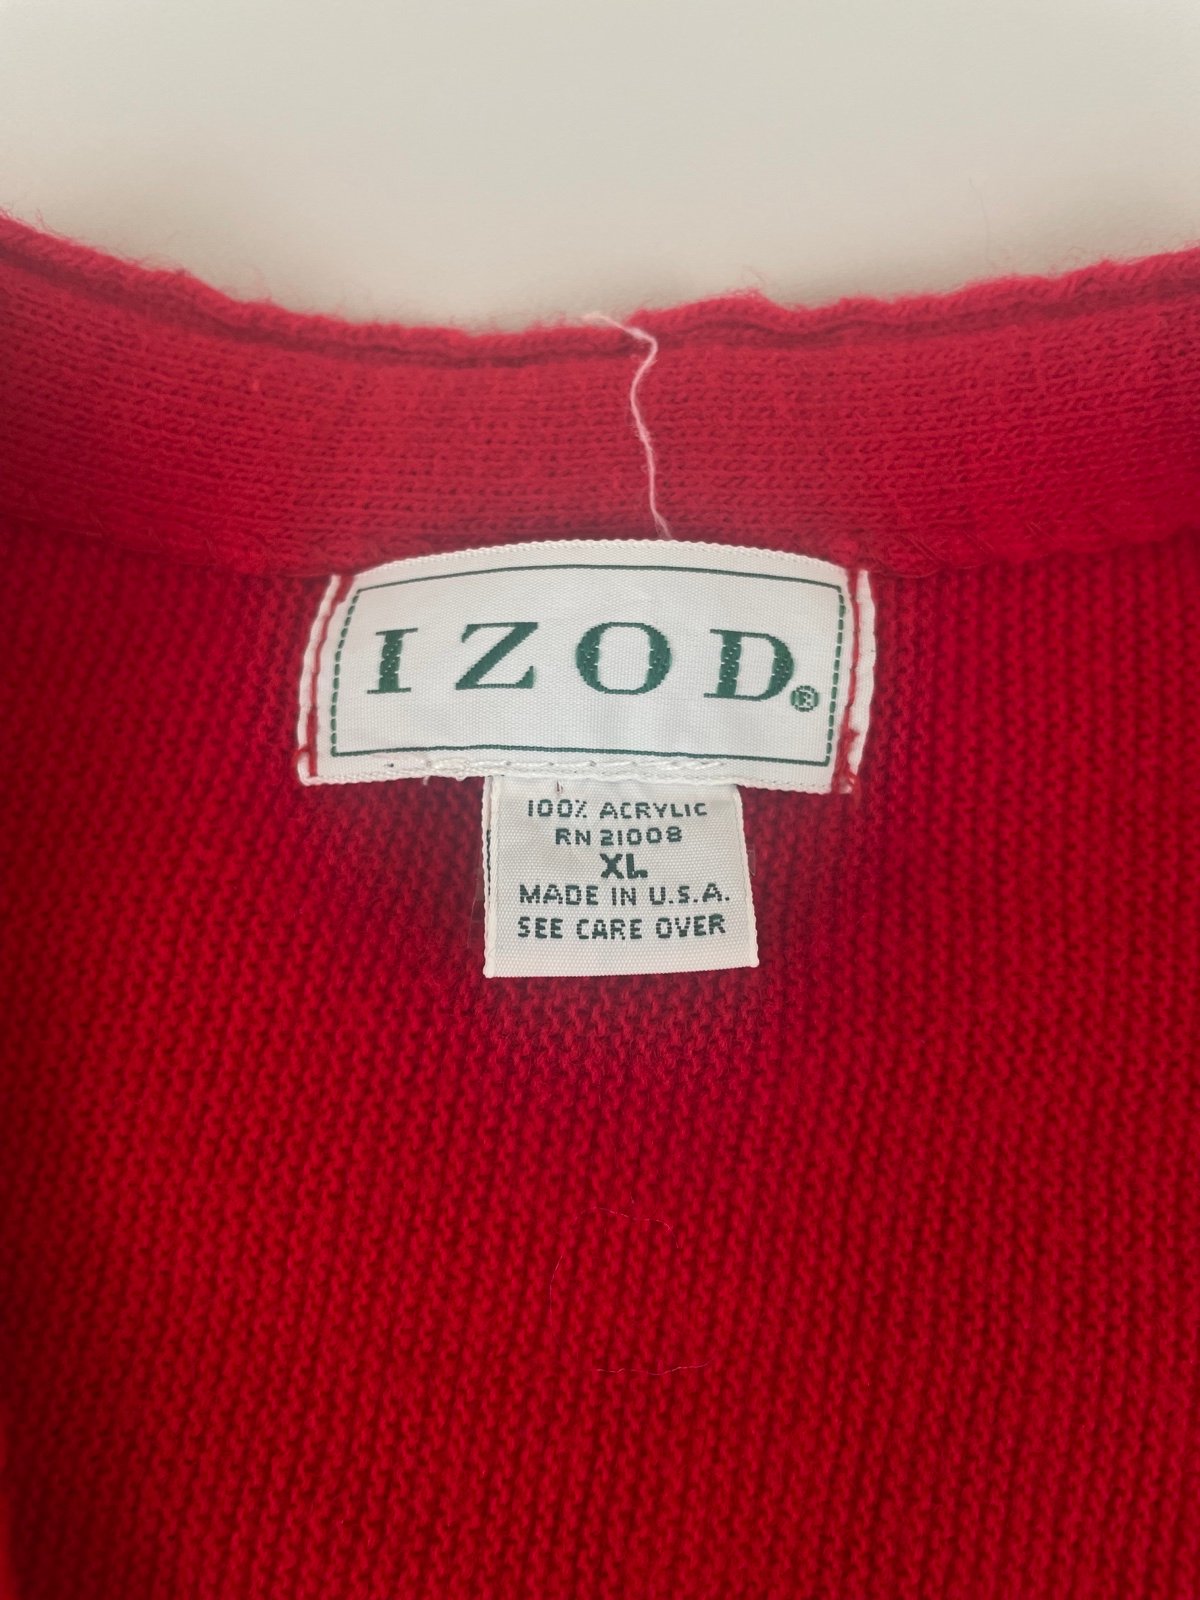 IZOD®
100% ACRYLIC
RN 21008
XL
MADE IN U.S.A.
SEE CARE OVER